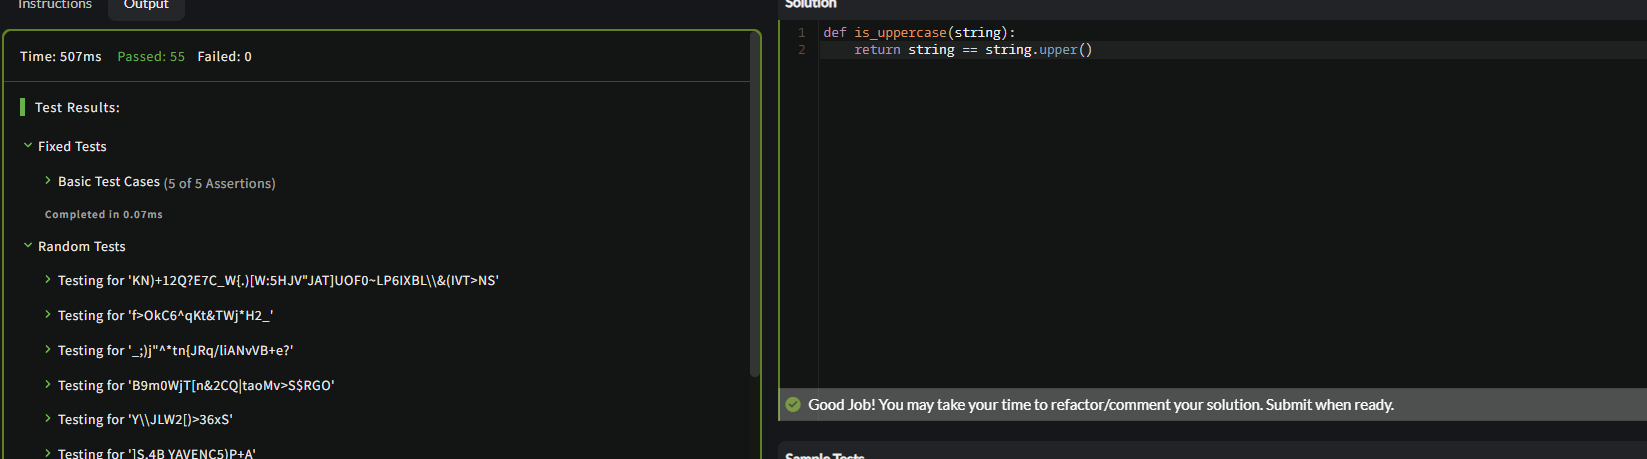 Instructions
Output
Time: 507ms Passed: 55 Failed: 0
Test Results:
Fixed Tests
Basic Test Cases (5 of 5 Assertions)
Completed in 0.07ms
Random Tests
Testing for 'KN)+12Q?E7C_W{.)[W:5HJV"JAT]UOF0~LP6IXBL\\&(IVT>NS'
Testing for 'f>OkC6^qKt&TWj*H2_'
Testing for '_;)j"^*tn{JRq/liANvVB+e?'
Testing for 'B9m0WjT[n&2CQ|taoMv>S$RGO'
Testing for 'Y\\JLW2[)>36xS'
Testing for ']S.4B YAVENC5)P+A'
Solution
1 def is_uppercase(string):
2 return string == string.upper()
Good Job! You may take your time to refactor/comment your solution. Submit when ready.
Sample Tests